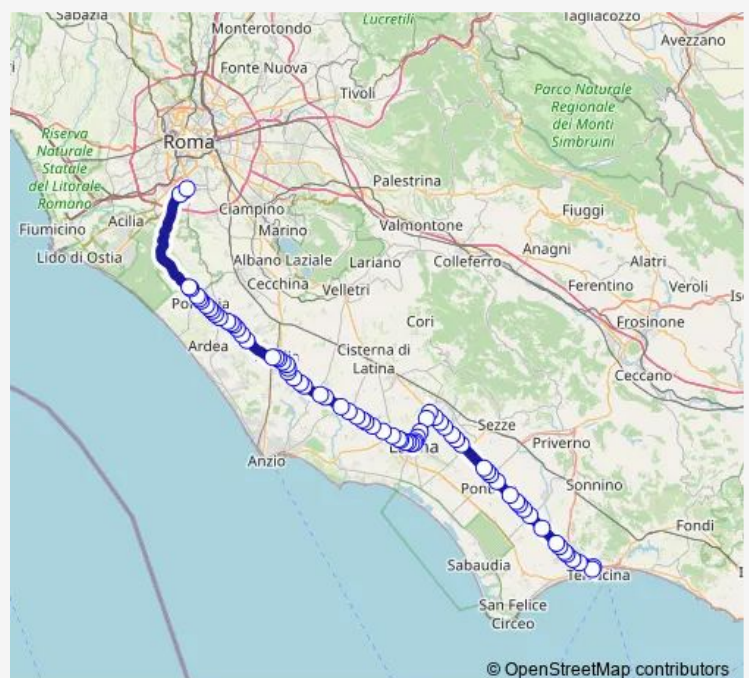 Sabazia
Monterotondo
Lucretili
Tagliacozzo
Avezzano
Fonte Nuova
Tivoli
Parco Naturale
Regionale
dei Monti
Simbruini
Riserva
Naturale
Statale
del Litorale
Romano
Roma
Palestrina
Acilia
Ciampino
Valmontone
Fiuggi
Fiumicino
Lido di Ostia
Marino
Albano Laziale
Lariano
Colleferro
Anagni
Alatri
Cecchina
Velletri
Ferentino
Veroli
Frosinone
Cori
Ardea
Cisterna di
Latina
Ceccano
Sezze
Priverno
Anzio
Pont
Sonnino
Fondi
Sabaudia
San Felice
Circeo
© OpenStreetMap contributors